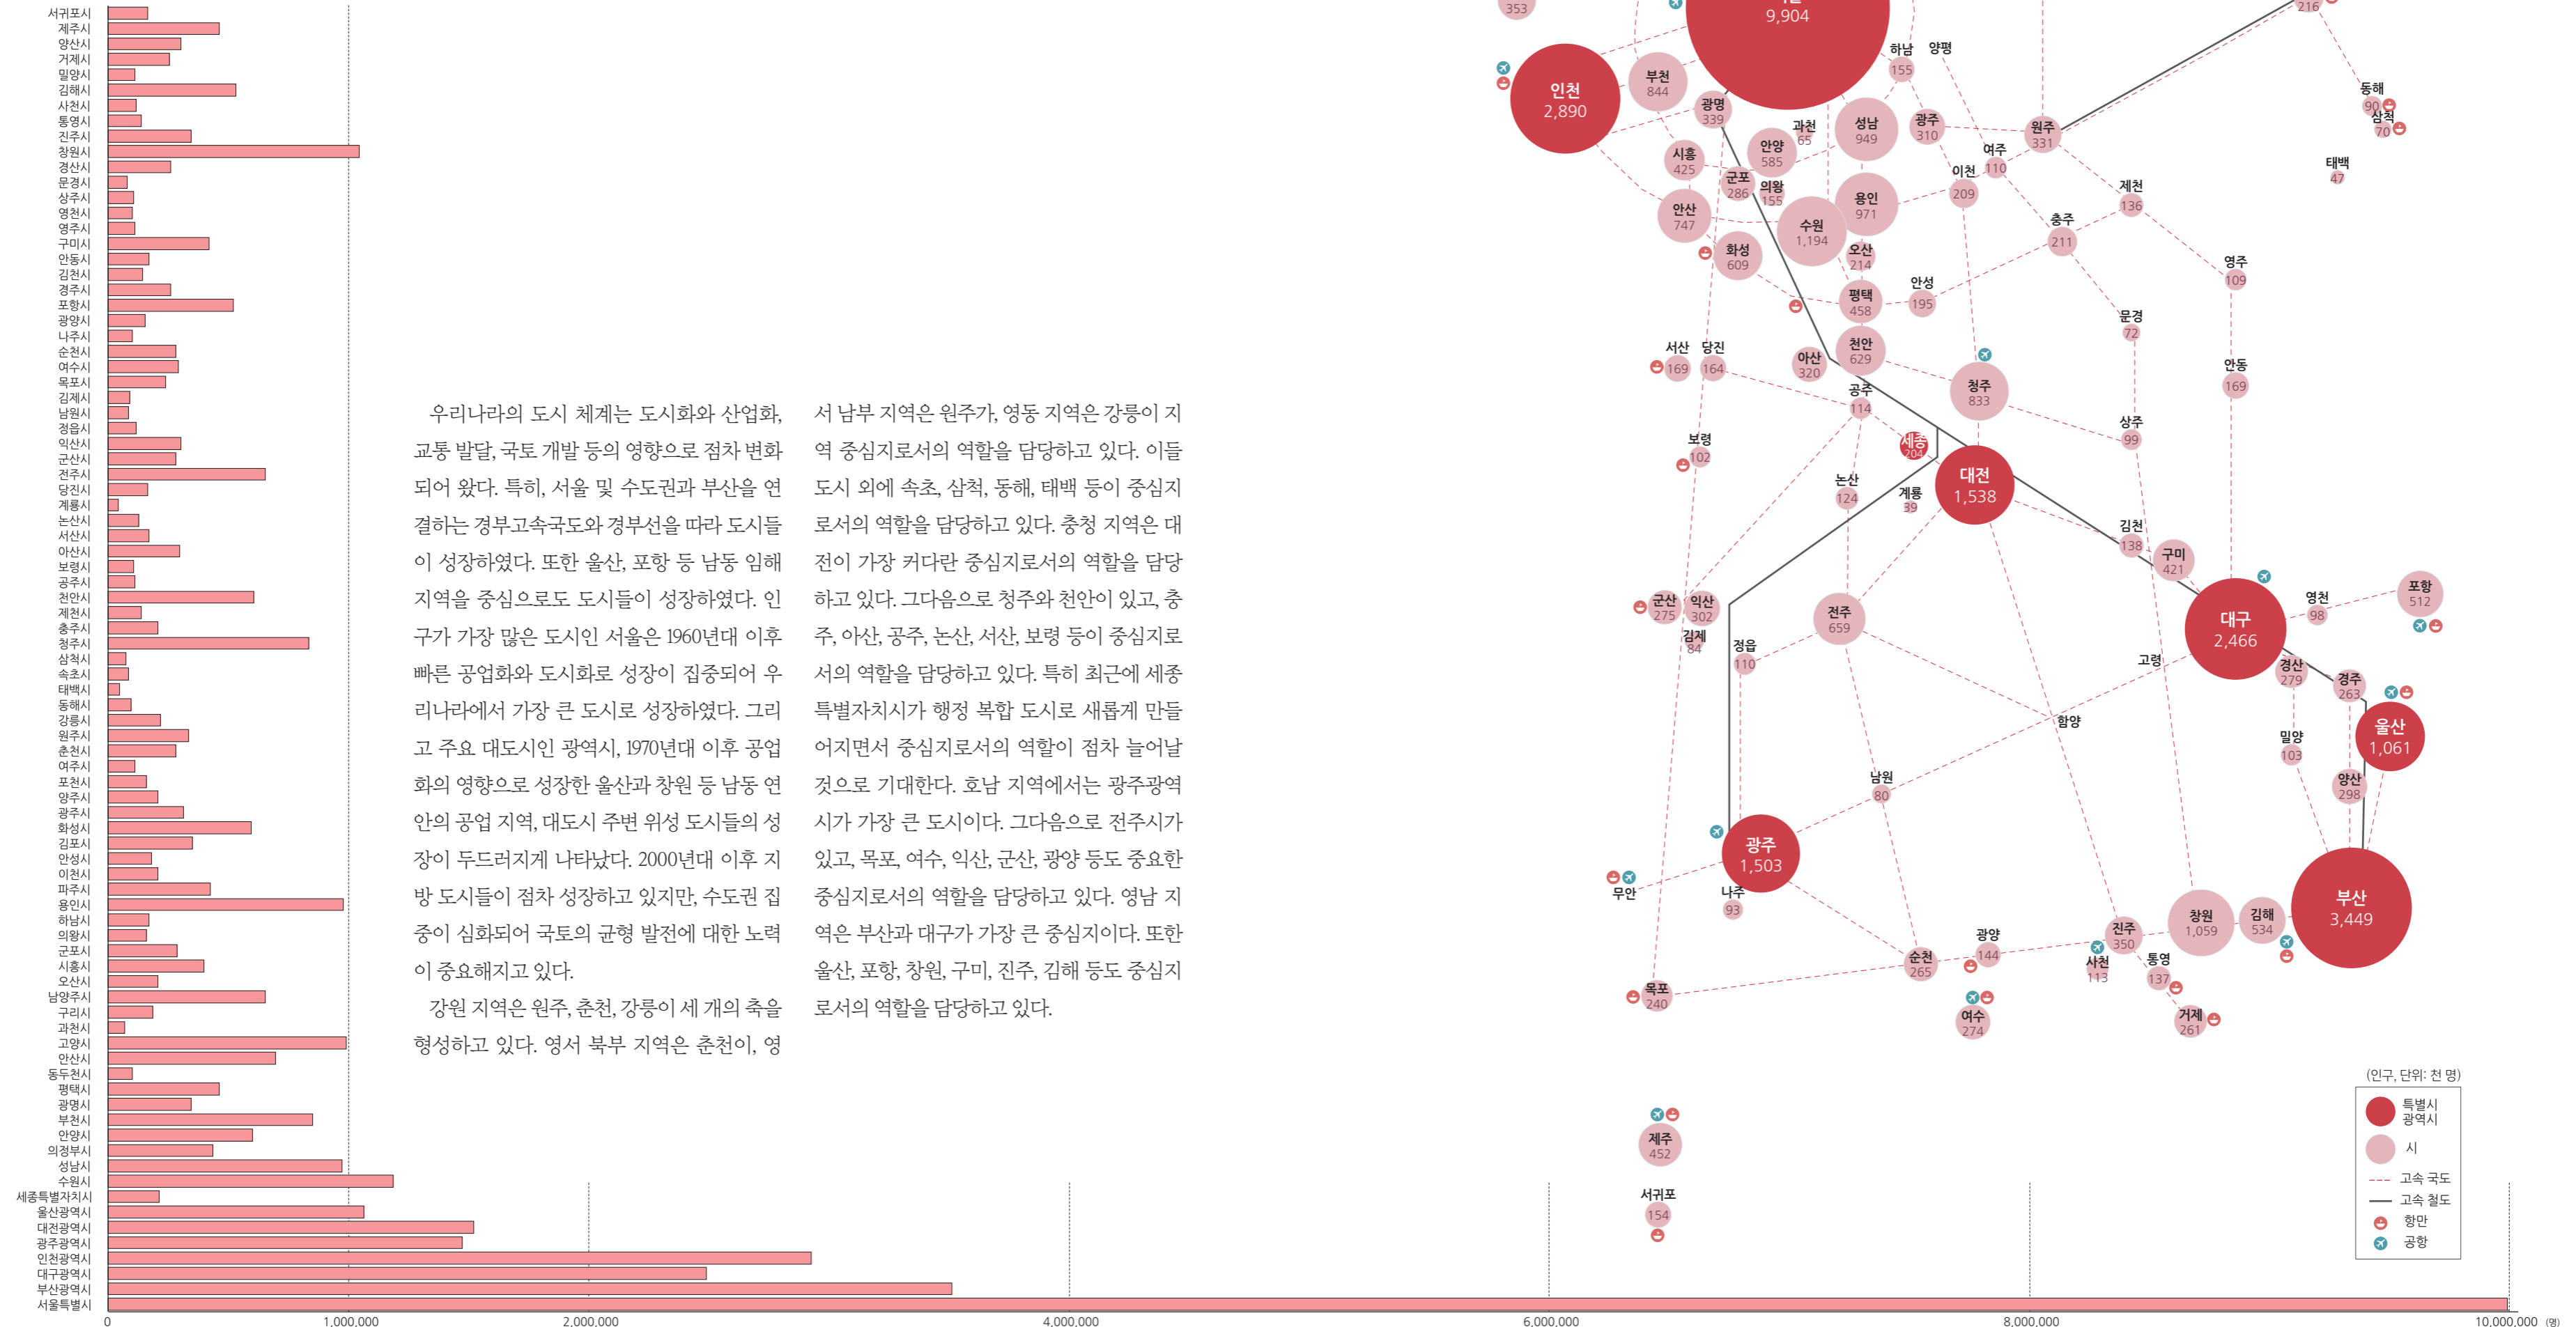 서귀포시
제주시
양산시
거제시
밀양시
김해시
사천시
통영시
진주시
창원시
경산시
문경시
상주시
영천시
영주시
구미시
안동시
김천시
경주시
포항시
광양시
나주시
순천시
여수시
목포시
김제시
남원시
정읍시
익산시
군산시
전주시
당진시
계룡시
논산시
서산시
아산시
보령시
공주시
천안시
제천시
충주시
청주시
삼척시
속초시
태백시
동해시
강릉시
원주시
춘천시
여주시
포천시
양주시
광주시
화성시
김포시
안성시
이천시
파주시
용인시
하남시
의왕시
군포시
시흥시
오산시
남양주시
구리시
과천시
고양시
안산시
동두천시
평택시
광명시
부천시
안양시
의정부시
성남시
수원시
세종특별자치시
울산광역시
대전광역시
광주광역시
인천광역시
대구광역시
부산광역시
서울특별시
0
1,000,000
2,000,000
4,000,000
6,000,000
8,000,000
10,000,000 (명)
우리나라의 도시 체계는 도시화와 산업화,
교통 발달, 국토 개발 등의 영향으로 점차 변화
되어 왔다. 특히, 서울 및 수도권과 부산을 연
결하는 경부고속국도와 경부선을 따라 도시들
이 성장하였다. 또한 울산, 포항 등 남동 임해
지역을 중심으로도 도시들이 성장하였다. 인
구가 가장 많은 도시인 서울은 1960년대 이후
빠른 공업화와 도시화로 성장이 집중되어 우
리나라에서 가장 큰 도시로 성장하였다. 그리
고 주요 대도시인 광역시, 1970년대 이후 공업
화의 영향으로 성장한 울산과 창원 등 남동 연
안의 공업 지역, 대도시 주변 위성 도시들의 성
장이 두드러지게 나타났다. 2000년대 이후 지
방 도시들이 점차 성장하고 있지만, 수도권 집
중이 심화되어 국토의 균형 발전에 대한 노력
이 중요해지고 있다.
강원 지역은 원주, 춘천, 강릉이 세 개의 축을
형성하고 있다. 영서 북부 지역은 춘천이, 영
서 남부 지역은 원주가, 영동 지역은 강릉이 지
역 중심지로서의 역할을 담당하고 있다. 이들
도시 외에 속초, 삼척, 동해, 태백 등이 중심지
로서의 역할을 담당하고 있다. 충청 지역은 대
전이 가장 커다란 중심지로서의 역할을 담당
하고 있다. 그다음으로 청주와 천안이 있고, 충
주, 아산, 공주, 논산, 서산, 보령 등이 중심지로
서의 역할을 담당하고 있다. 특히 최근에 세종
특별자치시가 행정 복합 도시로 새롭게 만들
어지면서 중심지로서의 역할이 점차 늘어날
것으로 기대한다. 호남 지역에서는 광주광역
시가 가장 큰 도시이다. 그다음으로 전주시가
있고, 목포, 여수, 익산, 군산, 광양 등도 중요한
중심지로서의 역할을 담당하고 있다. 영남 지
역은 부산과 대구가 가장 큰 중심지이다. 또한
울산, 포항, 창원, 구미, 진주, 김해 등도 중심지
로서의 역할을 담당하고 있다.
353
9,904
216
인천
2,890
부천
844
광명
339
하남
155
양평
동해
90
삼척
70
태백
47
과천
65
성남
949
광주
310
원주
331
시흥
425
안양
585
여주
110
군포
286
의왕
155
이천
209
제천
136
안산
747
용인
971
수원
1,194
충주
211
화성
609
오산
214
영주
109
평택
458
안성
195
문경
72
서산
169
당진
164
아산
320
천안
629
청주
833
안동
169
공주
114
상주
99
보령
102
세종
204
대전
1,538
논산
124
계룡
39
김천
138
구미
421
군산
275
익산
302
김제
84
전주
659
정읍
110
대구
2,466
영천
98
포항
512
고령
경산
279
경주
263
함양
울산
1,061
밀양
103
남원
80
양산
298
광주
1,503
무안
나주
93
부산
3,449
창원
1,059
김해
534
진주
350
사천
113
통영
137
거제
261
순천
265
광양
144
목포
240
여수
274
제주
452
서귀포
154
(인구, 단위: 천 명)
특별시
광역시
시
고속 국도
고속 철도
항만
공항